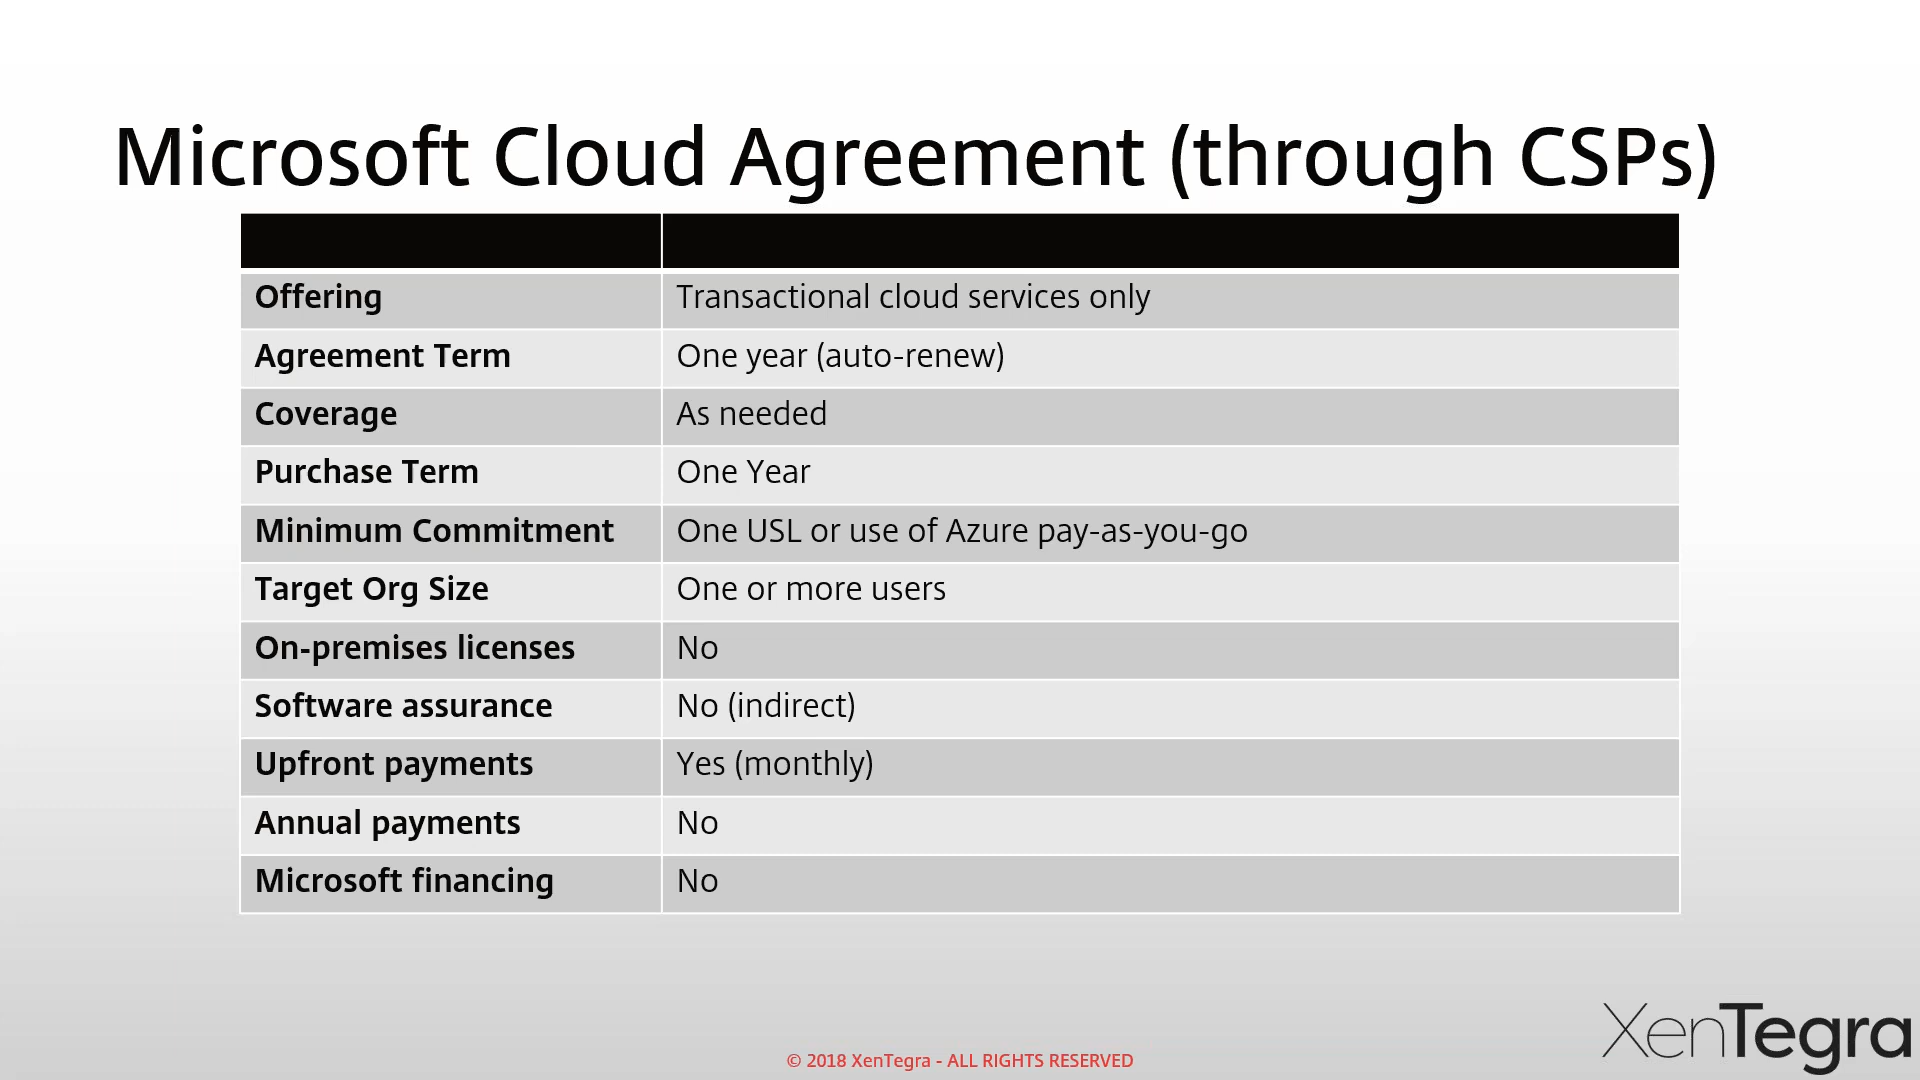 Microsoft Cloud Agreement (through CSPs)
Offering Transactional cloud services only
Agreement Term One year (auto-renew)
Coverage As needed
Purchase Term One Year
Minimum Commitment One USL or use of Azure pay-as-you-go
Target Org Size One or more users
On-premises licenses No
Software assurance No (indirect)
Upfront payments Yes (monthly)
Annual payments No
Microsoft financing No
XenTegra
© 2018 XenTegra - ALL RIGHTS RESERVED